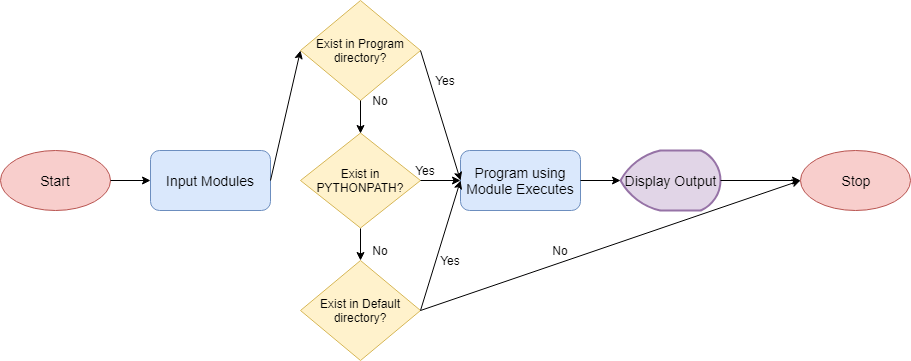 Start
Input Modules
Exist in Program
directory?
Yes
No
Exist in
PYTHONPATH?
Yes
No
Exist in Default
directory?
Yes
No
Program using
Module Executes
Display Output
Stop